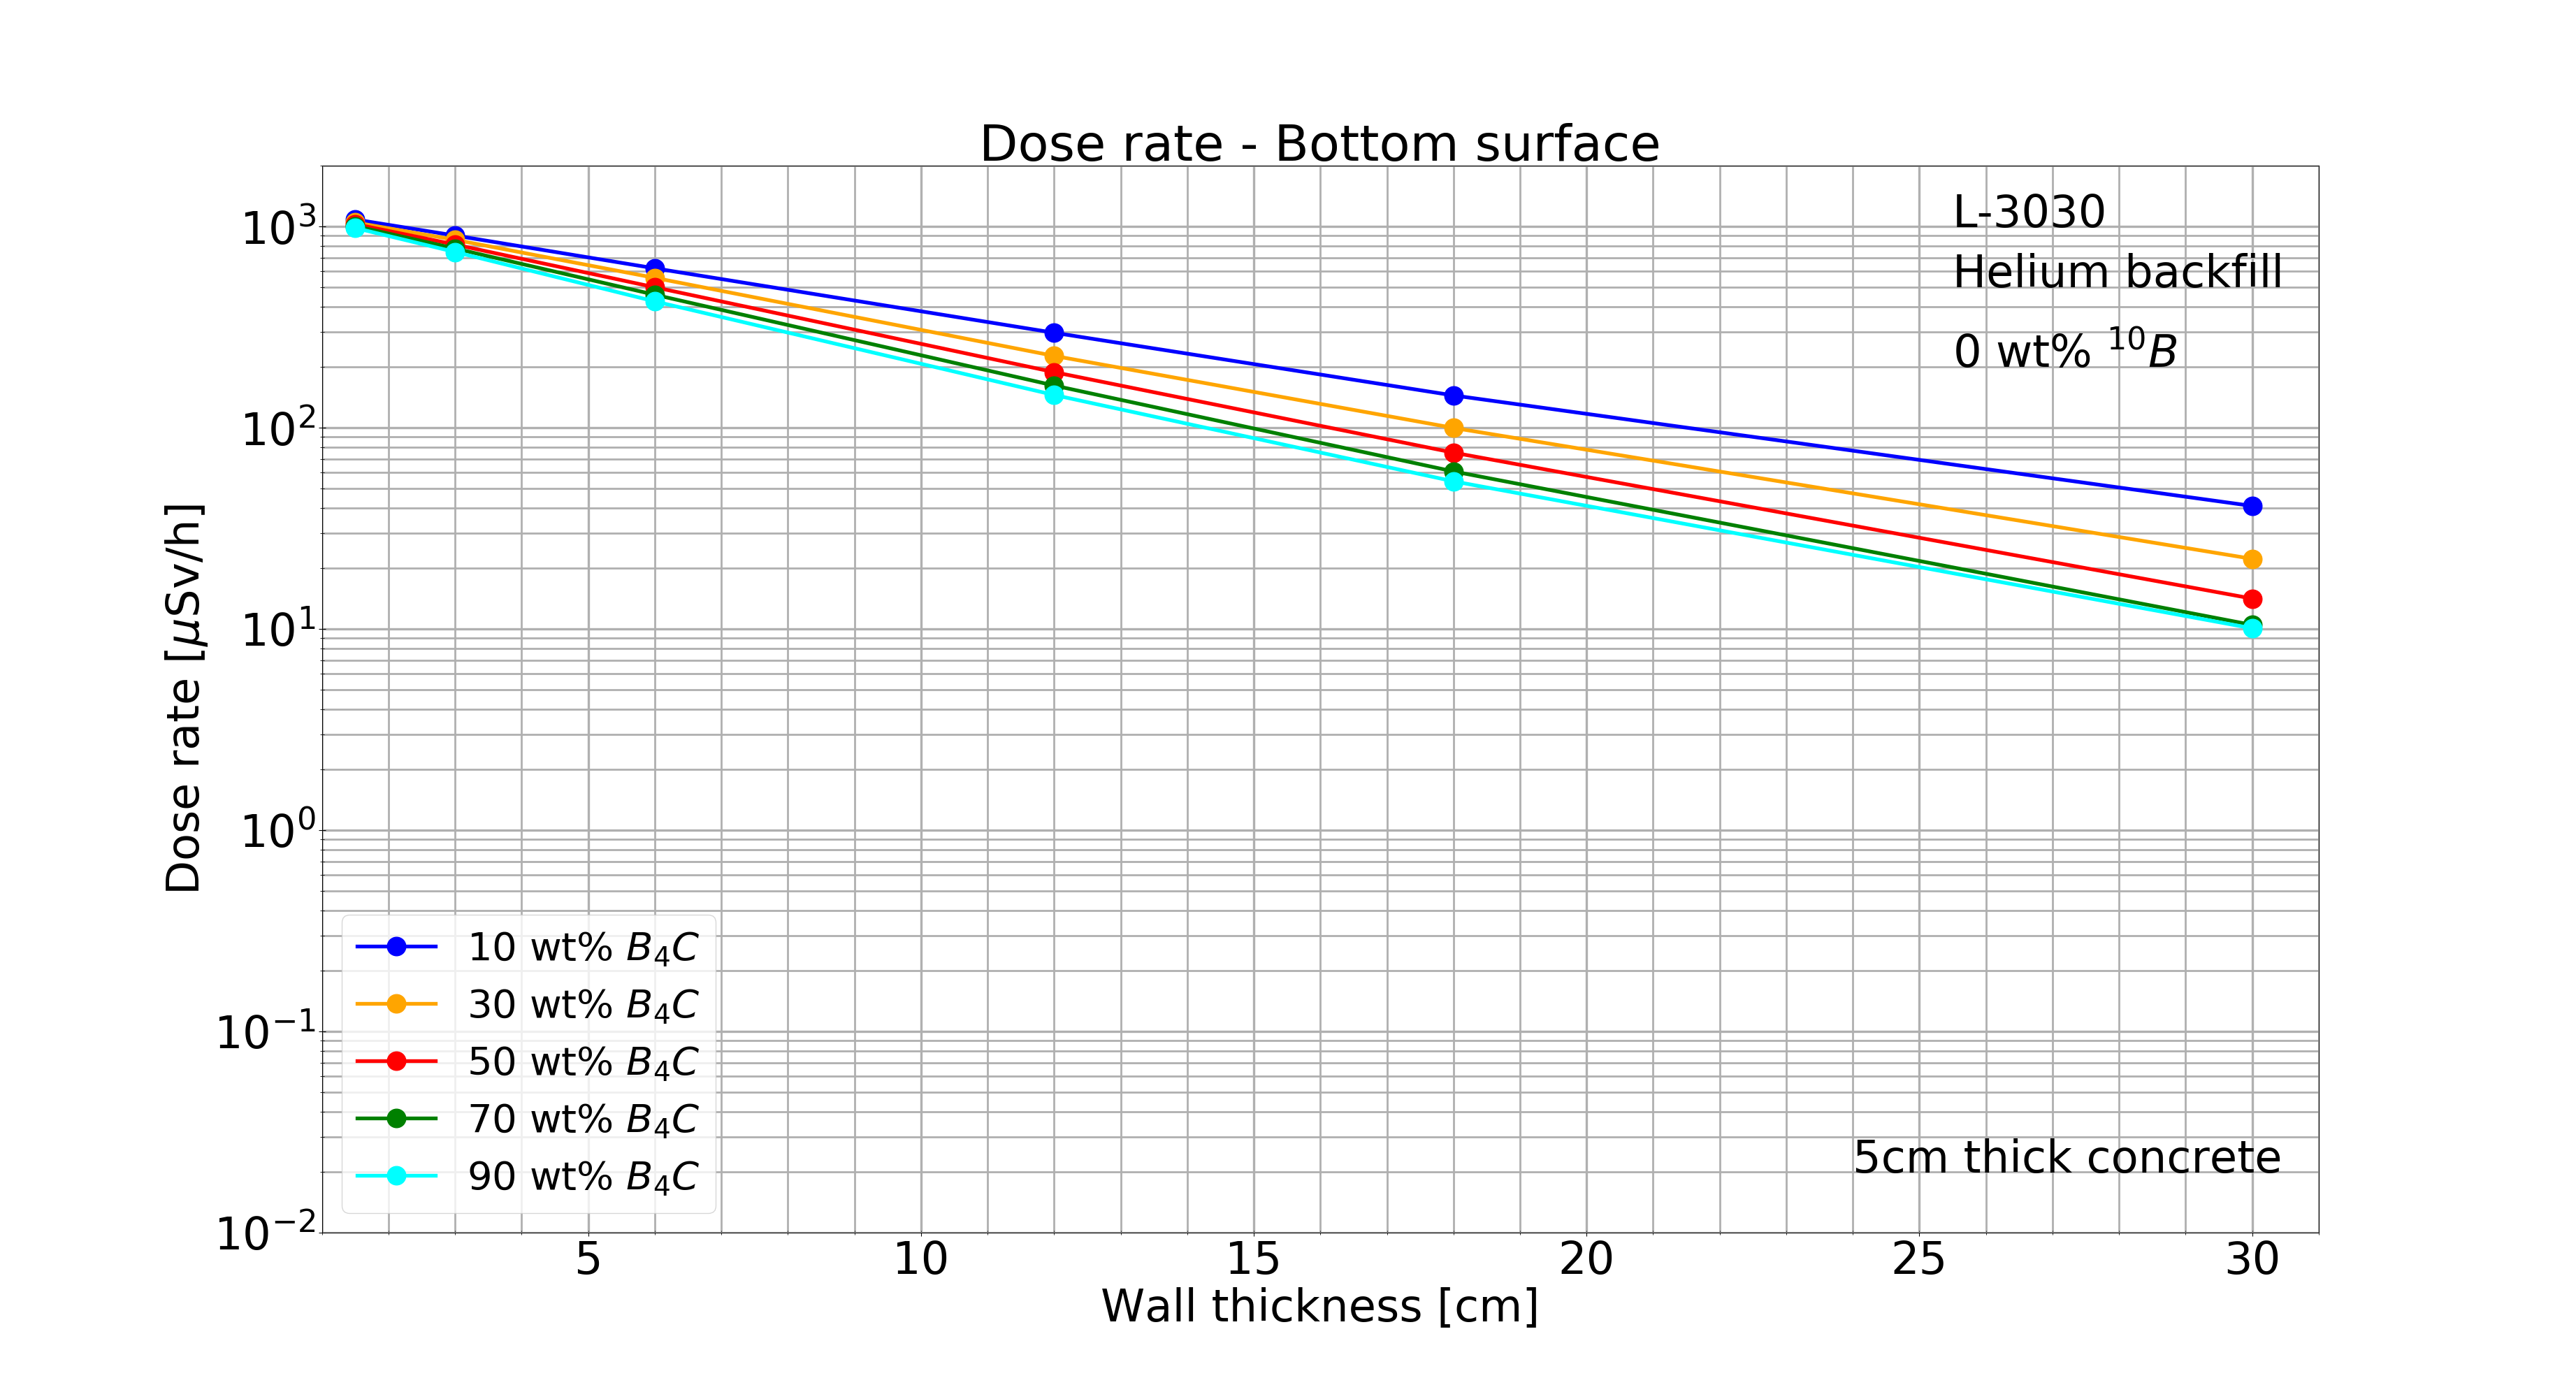 Dose rate - Bottom surface
L-3030
Helium backfill
0 wt% ¹⁰B
10³
10²
10¹
10⁰
10⁻¹
10⁻²
Dose rate [μSv/h]
10 wt% B₄C
30 wt% B₄C
50 wt% B₄C
70 wt% B₄C
90 wt% B₄C
5cm thick concrete
5 10 15 20 25 30
Wall thickness [cm]